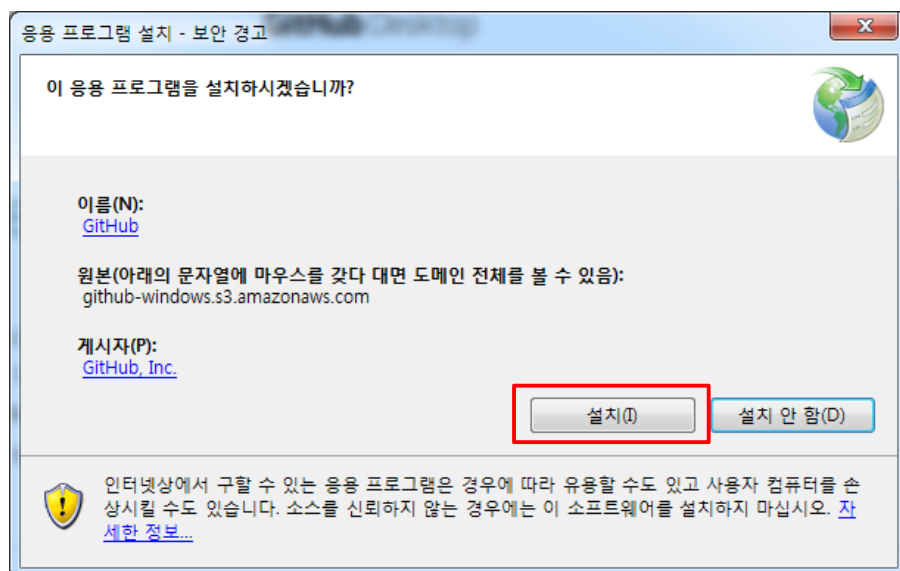 GitHub Desktop
응용 프로그램 설치 - 보안 경고
이 응용 프로그램을 설치하시겠습니까?
이름(N):
GitHub
원본(아래의 문자열에 마우스를 갖다 대면 도메인 전체를 볼 수 있음):
github-windows.s3.amazonaws.com
게시자(P):
GitHub, Inc.
설치(I)
설치 안 함(D)
인터넷상에서 구할 수 있는 응용 프로그램은 경우에 따라 유용할 수도 있고 사용자 컴퓨터를 손
상시킬 수도 있습니다. 소스를 신뢰하지 않는 경우에는 이 소프트웨어를 설치하지 마십시오. 자
세한 정보...